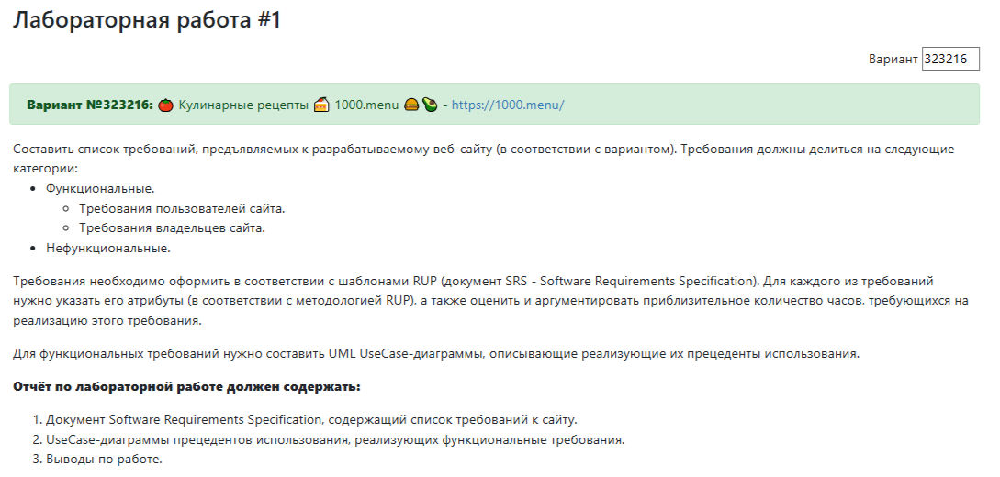 Лабораторная работа #1
Вариант 323216
Вариант №323216: 🍅 Кулинарные рецепты 🍰 1000.menu 🍔🥑 - https://1000.menu/
Составить список требований, предъявляемых к разрабатываемому веб-сайту (в соответствии с вариантом). Требования должны делиться на следующие
категории:
• Функциональные.
◦ Требования пользователей сайта.
◦ Требования владельцев сайта.
• Нефункциональные.
Требования необходимо оформить в соответствии с шаблонами RUP (документ SRS - Software Requirements Specification). Для каждого из требований
нужно указать его атрибуты (в соответствии с методологией RUP), а также оценить и аргументировать приблизительное количество часов, требующихся на
реализацию этого требования.
Для функциональных требований нужно составить UML UseCase-диаграммы, описывающие реализующие их прецеденты использования.
Отчёт по лабораторной работе должен содержать:
1. Документ Software Requirements Specification, содержащий список требований к сайту.
2. UseCase-диаграммы прецедентов использования, реализующих функциональные требования.
3. Выводы по работе.